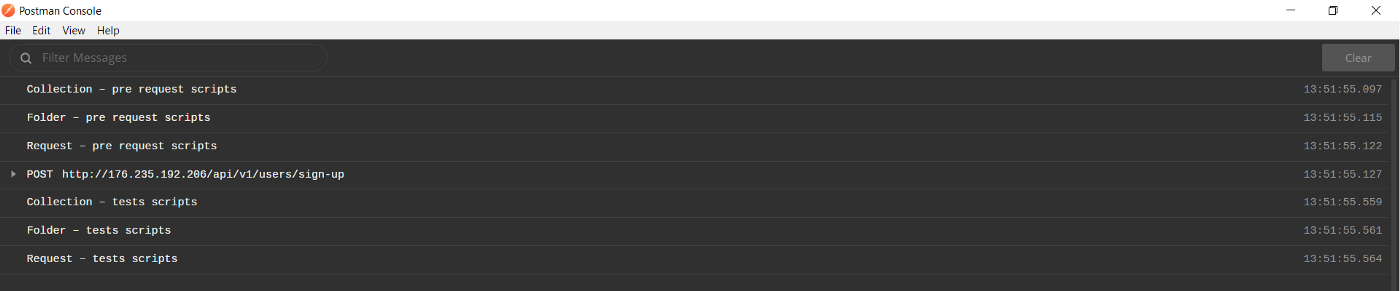 Postman Console
File Edit View Help
Filter Messages Clear
Collection – pre request scripts 13:51:55.097
Folder – pre request scripts 13:51:55.115
Request – pre request scripts 13:51:55.122
POST http://176.235.192.206/api/v1/users/sign-up 13:51:55.127
Collection – tests scripts 13:51:55.559
Folder – tests scripts 13:51:55.561
Request – tests scripts 13:51:55.564